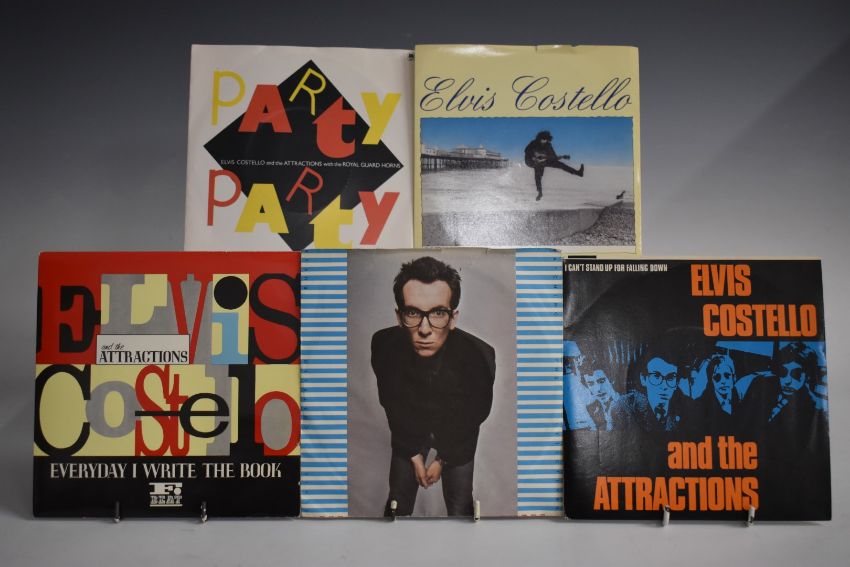 PARTY
ELVIS COSTELLO and the ATTRACTIONS with the ROYAL GUARD HORNS
PARTY
Elvis Costello
ELViS
and the
ATTRACTIONS
Costello
EVERYDAY I WRITE THE BOOK
F.
BEAT
I CAN'T STAND UP FOR FALLING DOWN
ELVIS
COSTELLO
and the
ATTRACTIONS